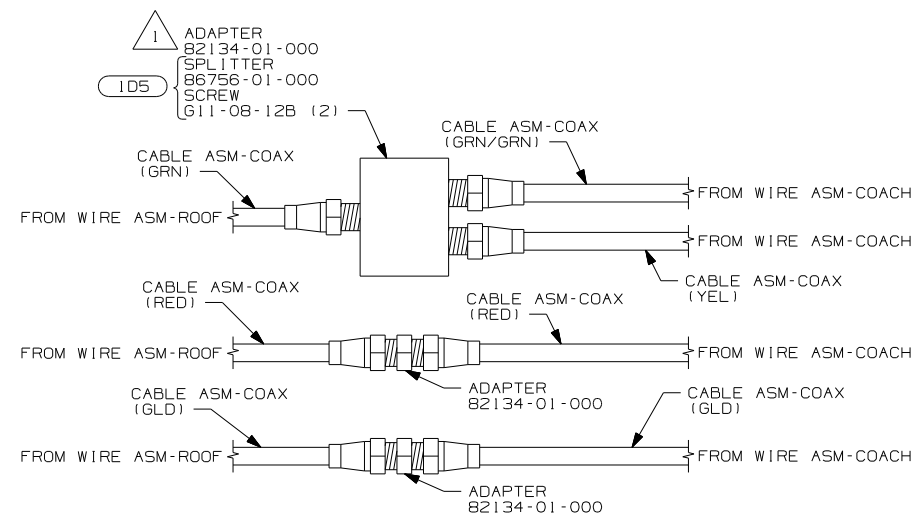 1
ADAPTER
82134-01-000
SPLITTER
86756-01-000
SCREW
G11-08-12B (2)
1D5
CABLE ASM-COAX
(GRN/GRN)
CABLE ASM-COAX
(GRN)
FROM WIRE ASM-ROOF
FROM WIRE ASM-COACH
FROM WIRE ASM-COACH
CABLE ASM-COAX
(YEL)
CABLE ASM-COAX
(RED)
CABLE ASM-COAX
(RED)
FROM WIRE ASM-ROOF
FROM WIRE ASM-COACH
ADAPTER
82134-01-000
CABLE ASM-COAX
(GLD)
CABLE ASM-COAX
(GLD)
FROM WIRE ASM-ROOF
FROM WIRE ASM-COACH
ADAPTER
82134-01-000